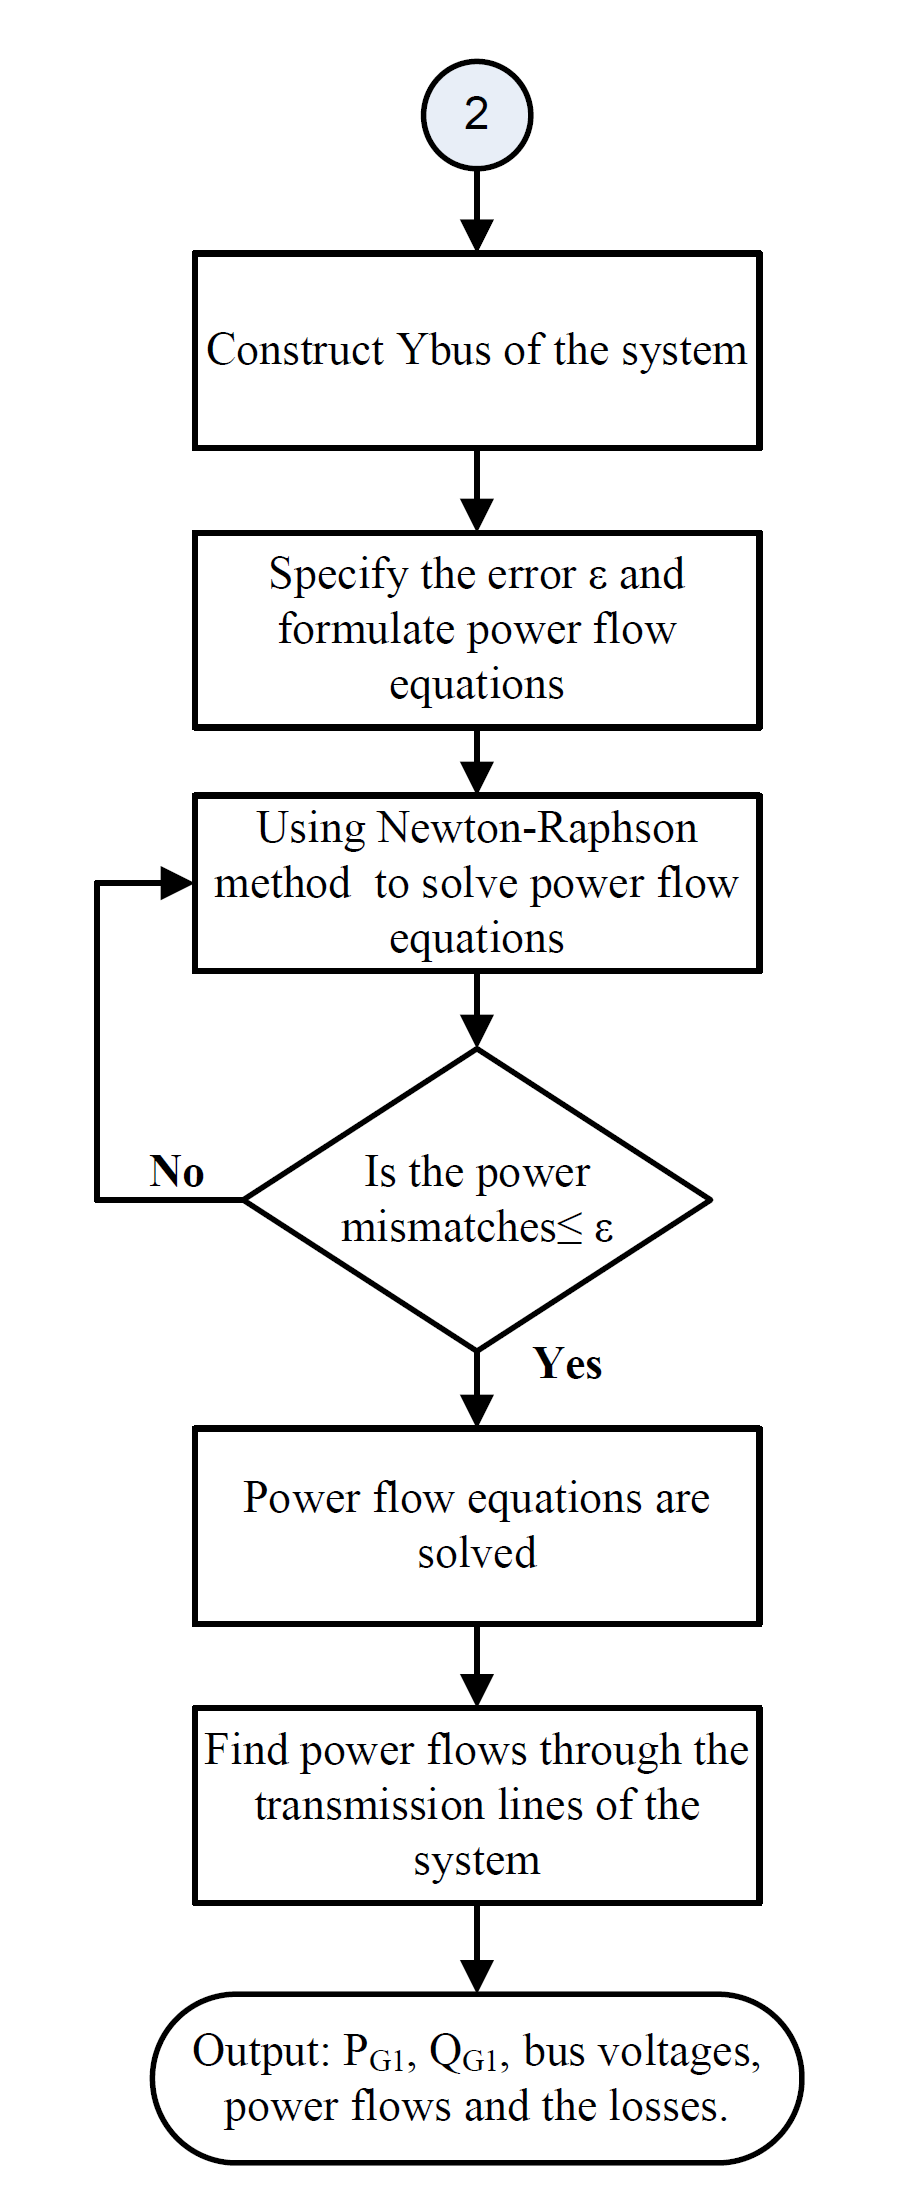 2
Construct Ybus of the system
Specify the error ε and
formulate power flow
equations
Using Newton-Raphson
method to solve power flow
equations
No
Is the power
mismatches≤ ε
Yes
Power flow equations are
solved
Find power flows through the
transmission lines of the
system
Output: PG1, QG1, bus voltages,
power flows and the losses.